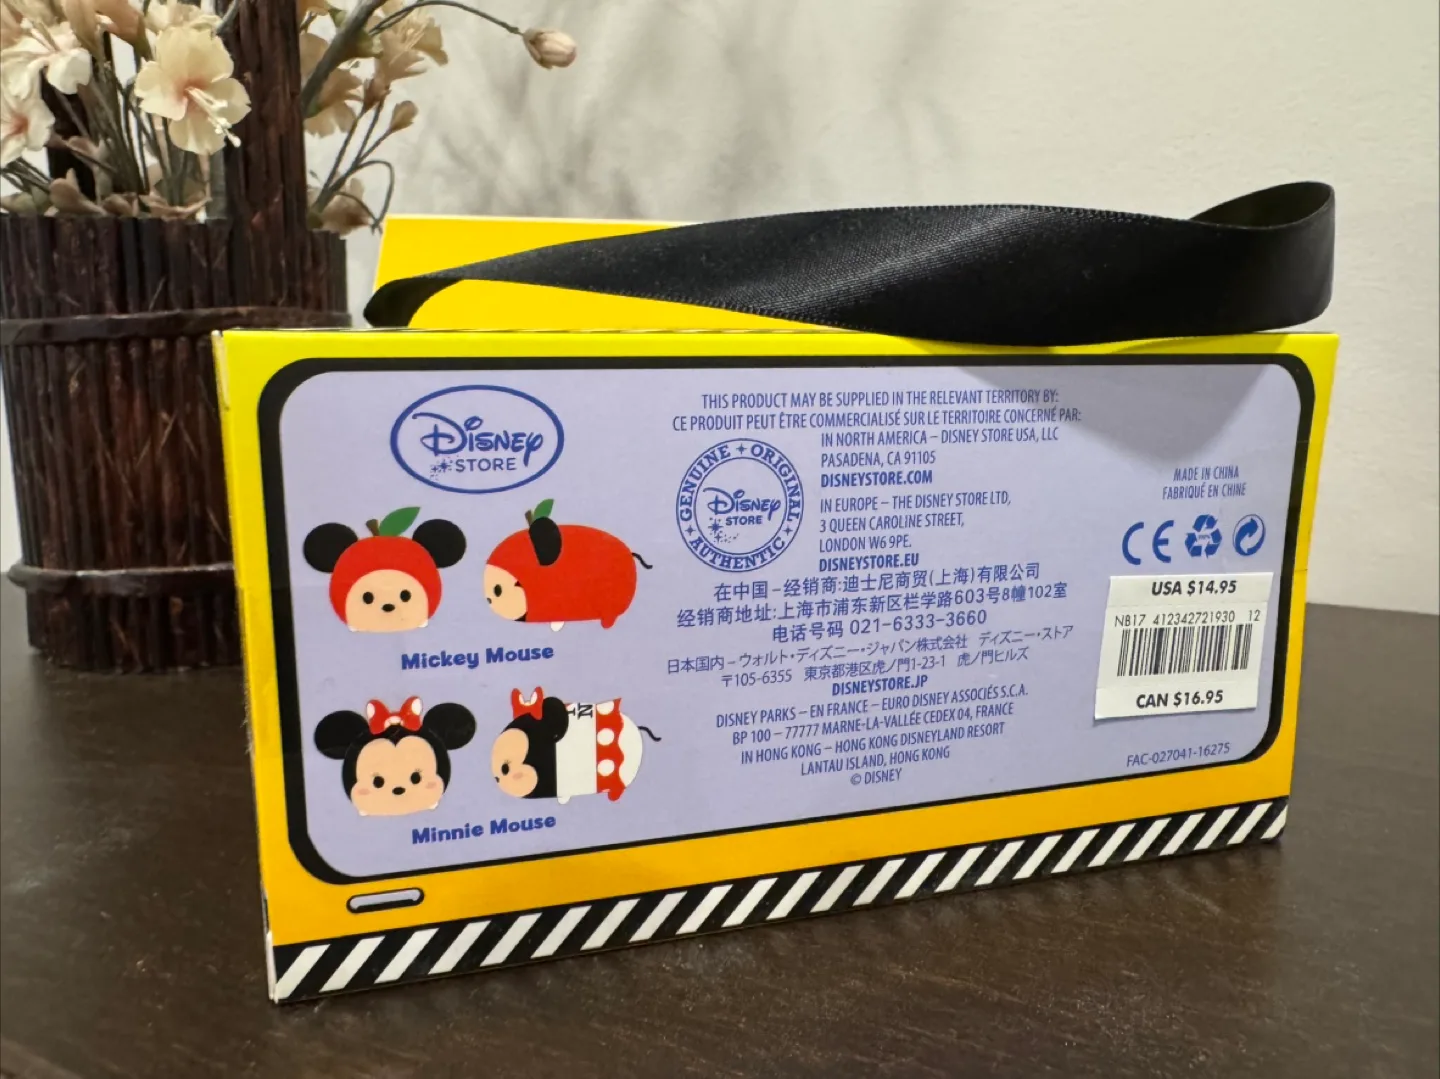 Disney
STORE
Mickey Mouse
Minnie Mouse
THIS PRODUCT MAY BE SUPPLIED IN THE RELEVANT TERRITORY BY:
CE PRODUIT PEUT ÊTRE COMMERCIALISÉ SUR LE TERRITOIRE CONCERNÉ PAR:
GENUINE ORIGINAL
Disney
STORE
AUTHENTIC
IN NORTH AMERICA – DISNEY STORE USA, LLC
PASADENA, CA 91105
DISNEYSTORE.COM
IN EUROPE – THE DISNEY STORE LTD,
3 QUEEN CAROLINE STREET,
LONDON W6 9PE.
DISNEYSTORE.EU
在中国–经销商:迪士尼商贸(上海)有限公司
经销商地址:上海市浦东新区栏学路603号8幢102室
电话号码 021-6333-3660
日本国内–ウォルト・ディズニー・ジャパン株式会社 ディズニー・ストア
〒105-6355 東京都港区虎ノ門1-23-1 虎ノ門ヒルズ
DISNEYSTORE.JP
DISNEY PARKS – EN FRANCE – EURO DISNEY ASSOCIÉS S.C.A.
BP 100 – 77777 MARNE-LA-VALLÉE CEDEX 04, FRANCE
IN HONG KONG – HONG KONG DISNEYLAND RESORT
LANTAU ISLAND, HONG KONG
© DISNEY
MADE IN CHINA
FABRIQUÉ EN CHINE
CE
USA $14.95
NB17 412342721930 12
CAN $16.95
FAC-027041-16275